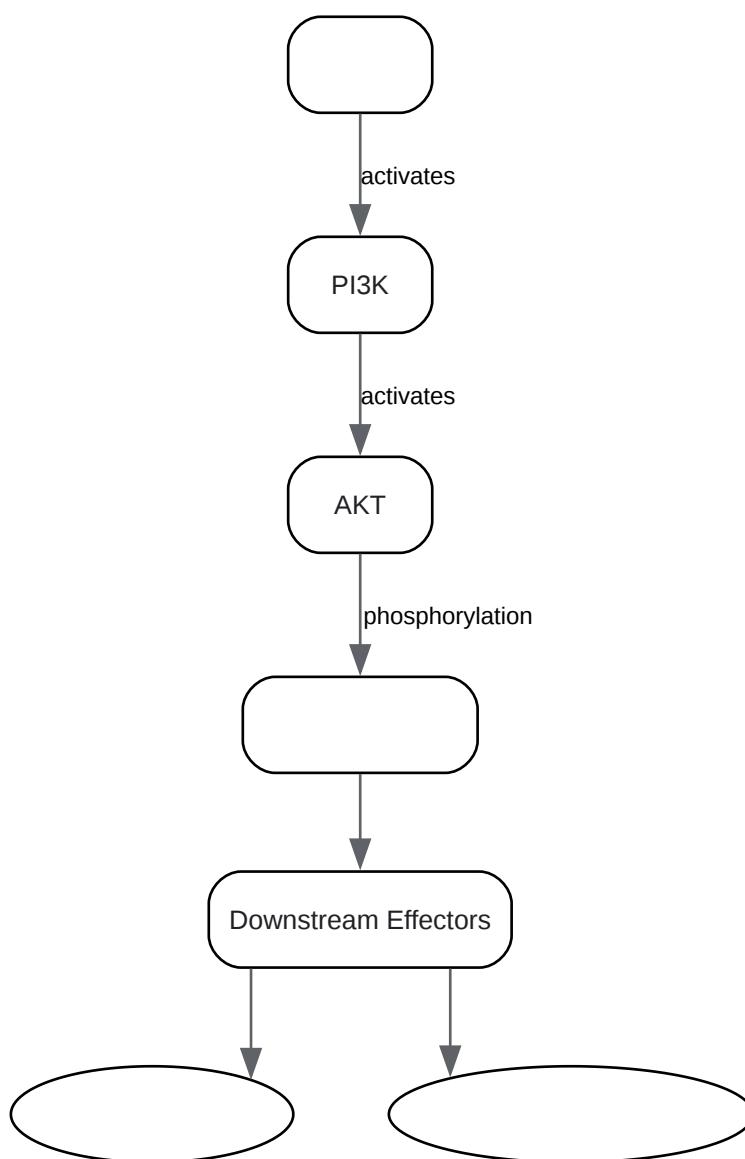 activates
PI3K
activates
AKT
phosphorylation
Downstream Effectors